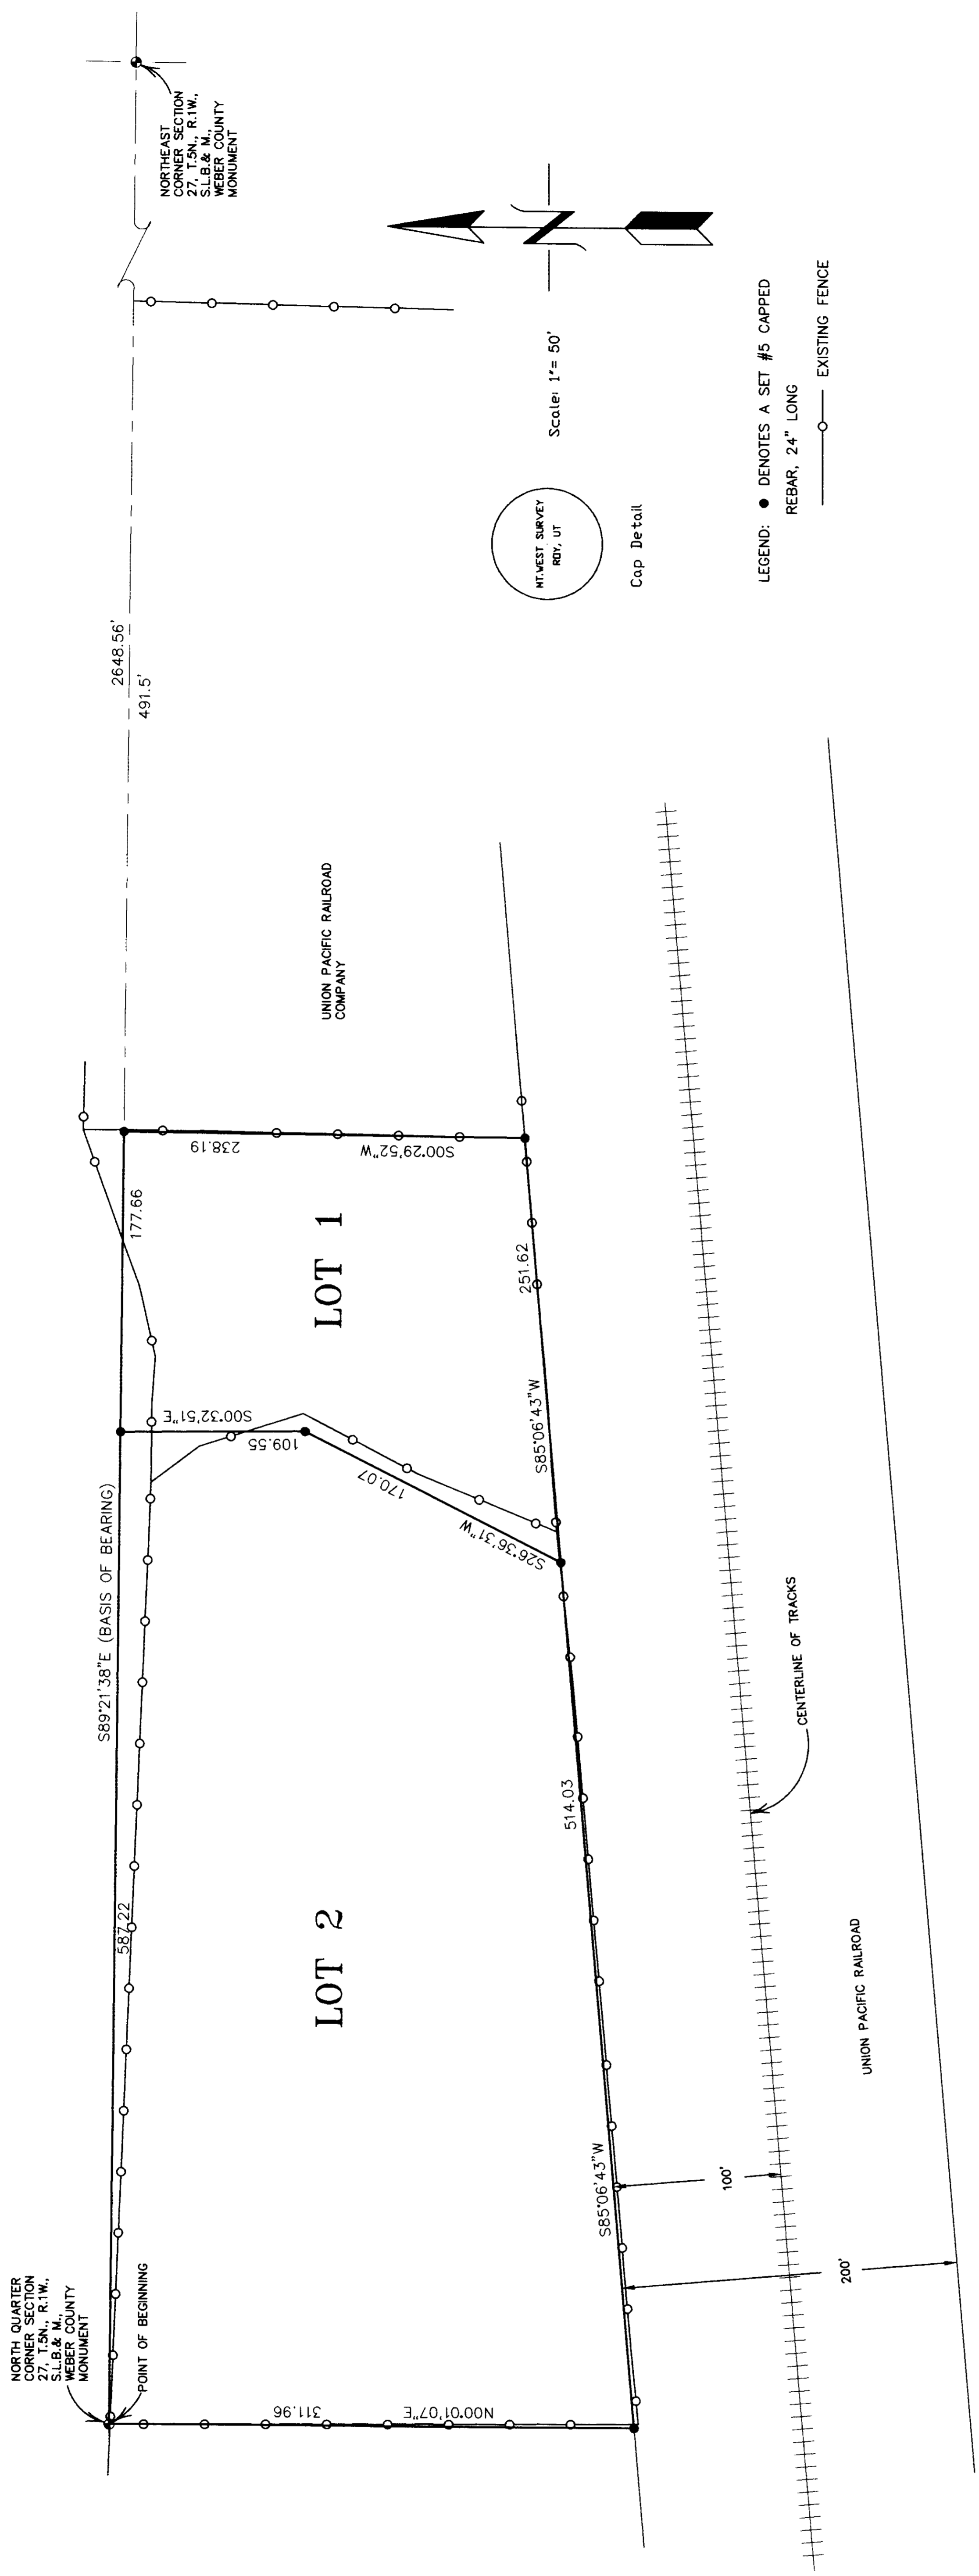 NORTH QUARTER
CORNER SECTION
27, T.5N., R.1W.,
S.L.B.& M.,
WEBER COUNTY
MONUMENT
POINT OF BEGINNING
587.22
S89°21'38"E (BASIS OF BEARING)
177.66
2648.56'
491.5'
NORTHEAST
CORNER SECTION
27, T.5N., R.1W.,
S.L.B.& M.,
WEBER COUNTY
MONUMENT
311.96
N00°01'07"E
LOT 2
109.55
S00°32'51"E
170.07
S26°36'31"W
LOT 1
238.19
S00°29'52"W
UNION PACIFIC RAILROAD
COMPANY
S85°06'43"W
514.03
S85°06'43"W
251.62
MT.WEST SURVEY
ROY, UT
Cap Detail
Scale: 1"= 50'
N
100'
200'
UNION PACIFIC RAILROAD
CENTERLINE OF TRACKS
LEGEND: ● DENOTES A SET #5 CAPPED
REBAR, 24" LONG
EXISTING FENCE